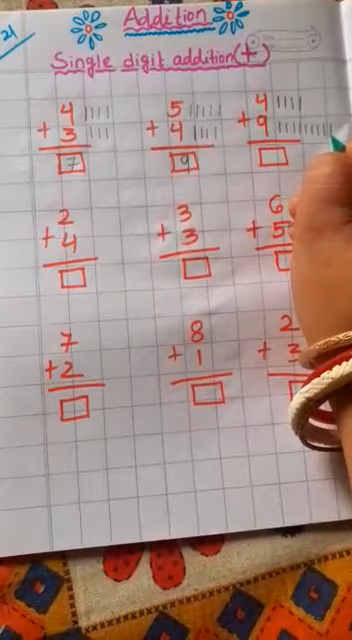 21
Addition
Single digit addition (+)
4 5 4
+ 3 + 4 + 9
7 9
2 3 6
+ 4 + 3 + 5
7 8 2
+ 2 + 1 + 3